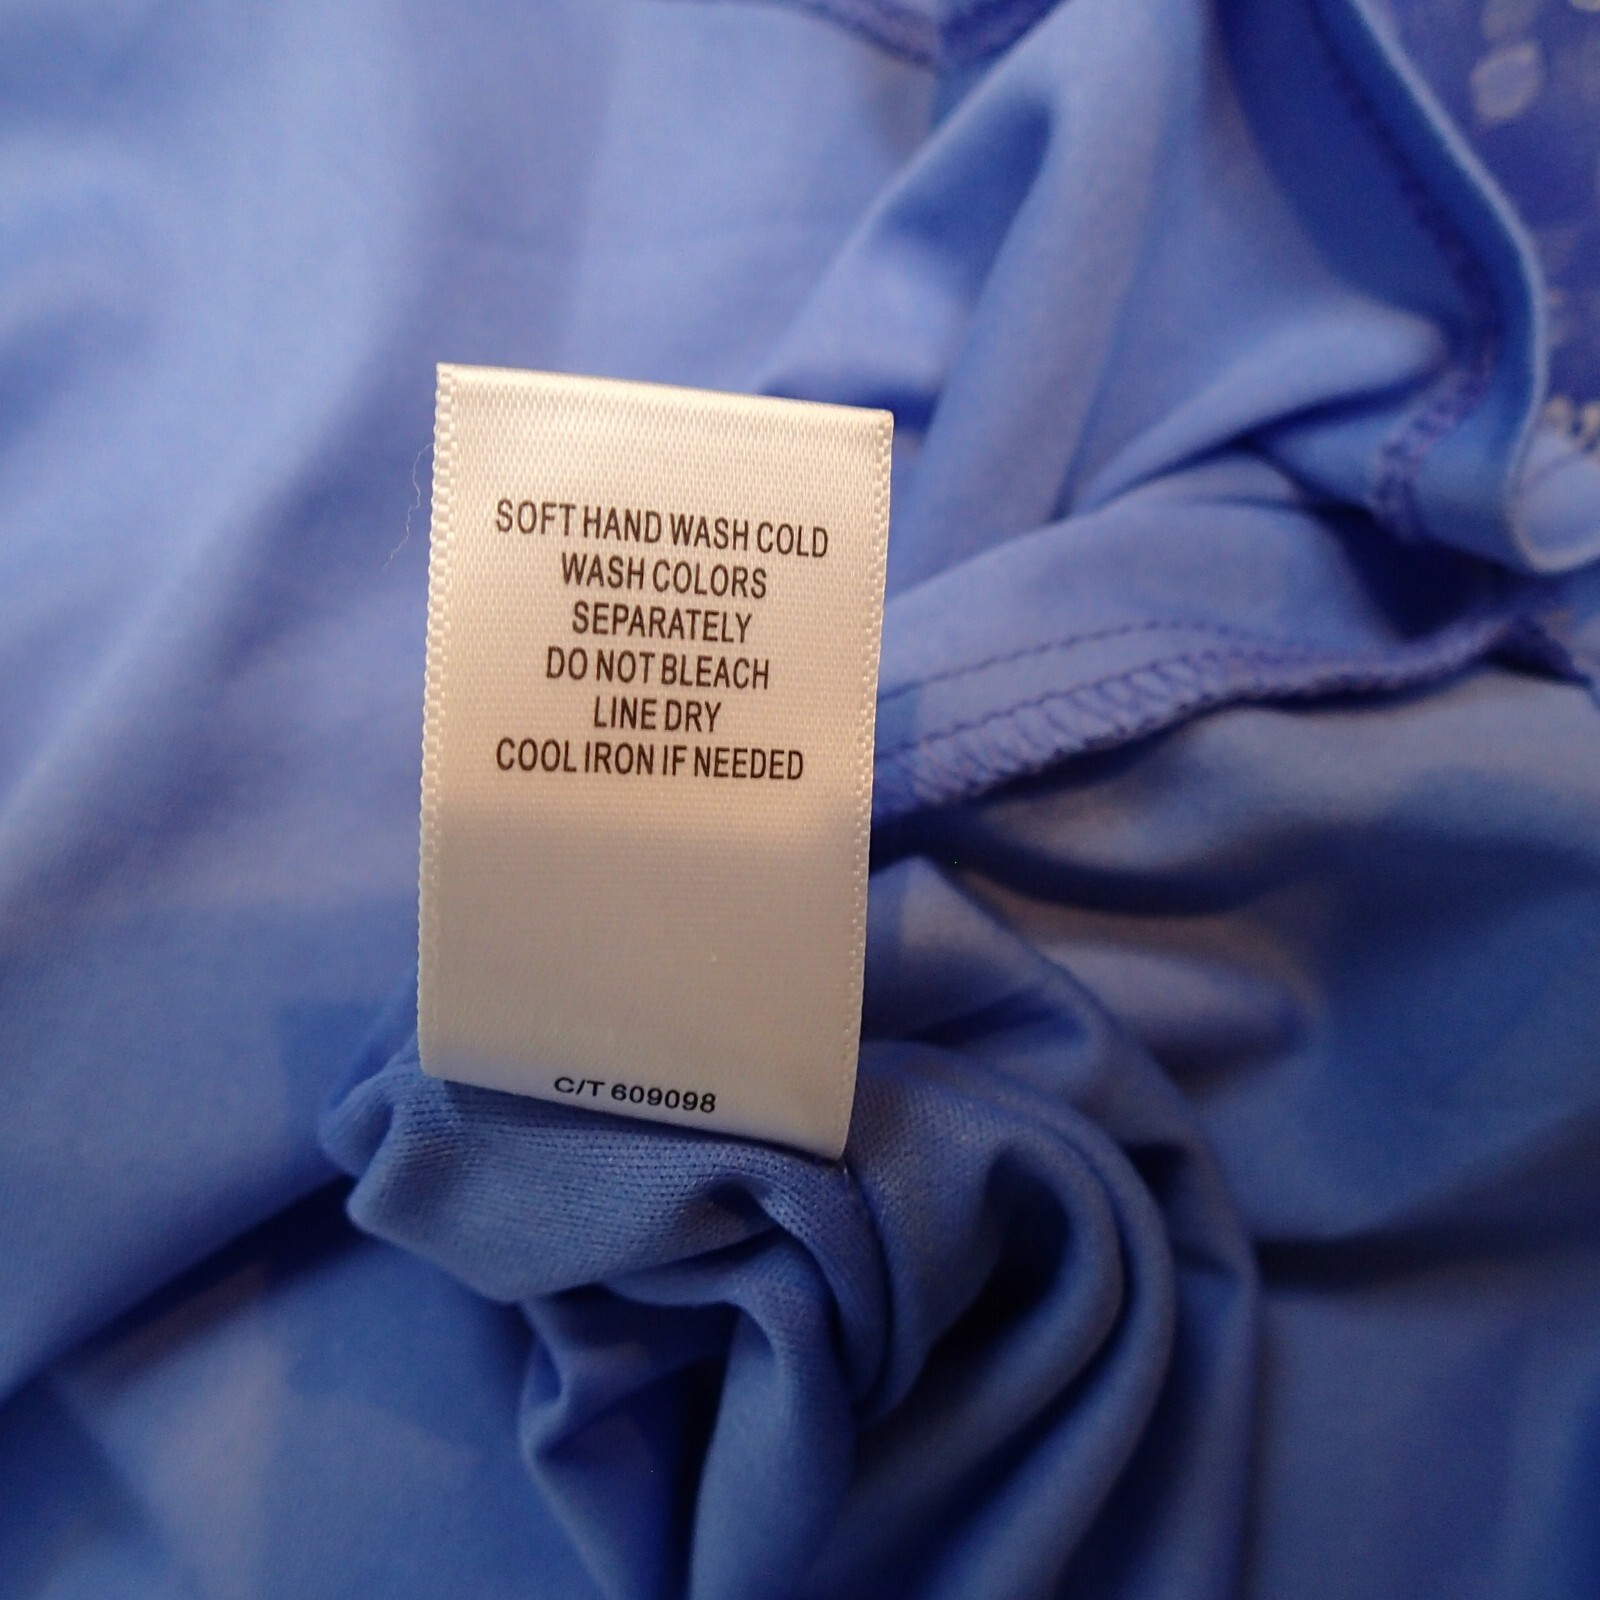 SOFT HAND WASH COLD
WASH COLORS
SEPARATELY
DO NOT BLEACH
LINE DRY
COOL IRON IF NEEDED
C/T 609098